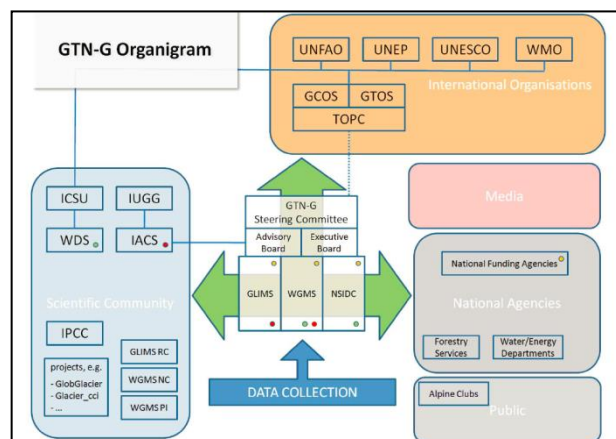 GTN-G Organigram
UNFAO
UNEP
UNESCO
WMO
International Organisations
GCOS
GTOS
TOPC
ICSU
IUGG
WDS
IACS
Scientific Community
IPCC
projects, e.g.
- GlobGlacier
- Glacier_cci
- ...
GLIMS RC
WGMS NC
WGMS PI
GTN-G
Steering Committee
Advisory
Board
Executive
Board
GLIMS
WGMS
NSIDC
DATA COLLECTION
Media
National Funding Agencies
National Agencies
Forestry
Services
Water/Energy
Departments
Alpine Clubs
Public